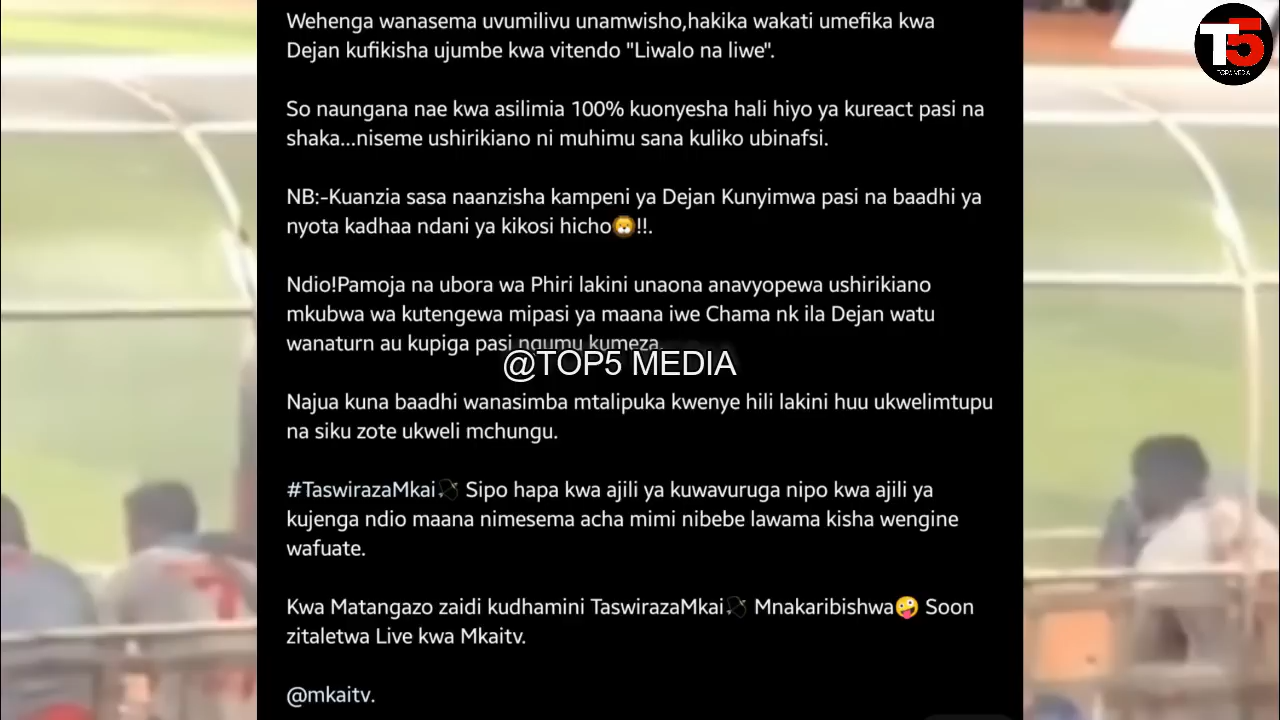 Wehenga wanasema uvumilivu unamwisho,hakika wakati umefika kwa
Dejan kufikisha ujumbe kwa vitendo "Liwalo na liwe".
So naungana nae kwa asilimia 100% kuonyesha hali hiyo ya kureact pasi na
shaka...niseme ushirikiano ni muhimu sana kuliko ubinafsi.
NB:-Kuanzia sasa naanzisha kampeni ya Dejan Kunyimwa pasi na baadhi ya
nyota kadhaa ndani ya kikosi hicho🦁!!.
Ndio!Pamoja na ubora wa Phiri lakini unaona anavyopewa ushirikiano
mkubwa wa kutengewa mipasi ya maana iwe Chama nk ila Dejan watu
wanaturn au kupiga pasi ngumu kumeza.
@TOP5 MEDIA
Najua kuna baadhi wanasimba mtalipuka kwenye hili lakini huu ukwelimtupu
na siku zote ukweli mchungu.
#TaswirazaMkai Sipo hapa kwa ajili ya kuwavuruga nipo kwa ajili ya
kujenga ndio maana nimesema acha mimi nibebe lawama kisha wengine
wafuate.
Kwa Matangazo zaidi kudhamini TaswirazaMkai Mnakaribishwa🤪 Soon
zitaletwa Live kwa Mkaitv.
@mkaitv.
T5
TOP5 MEDIA